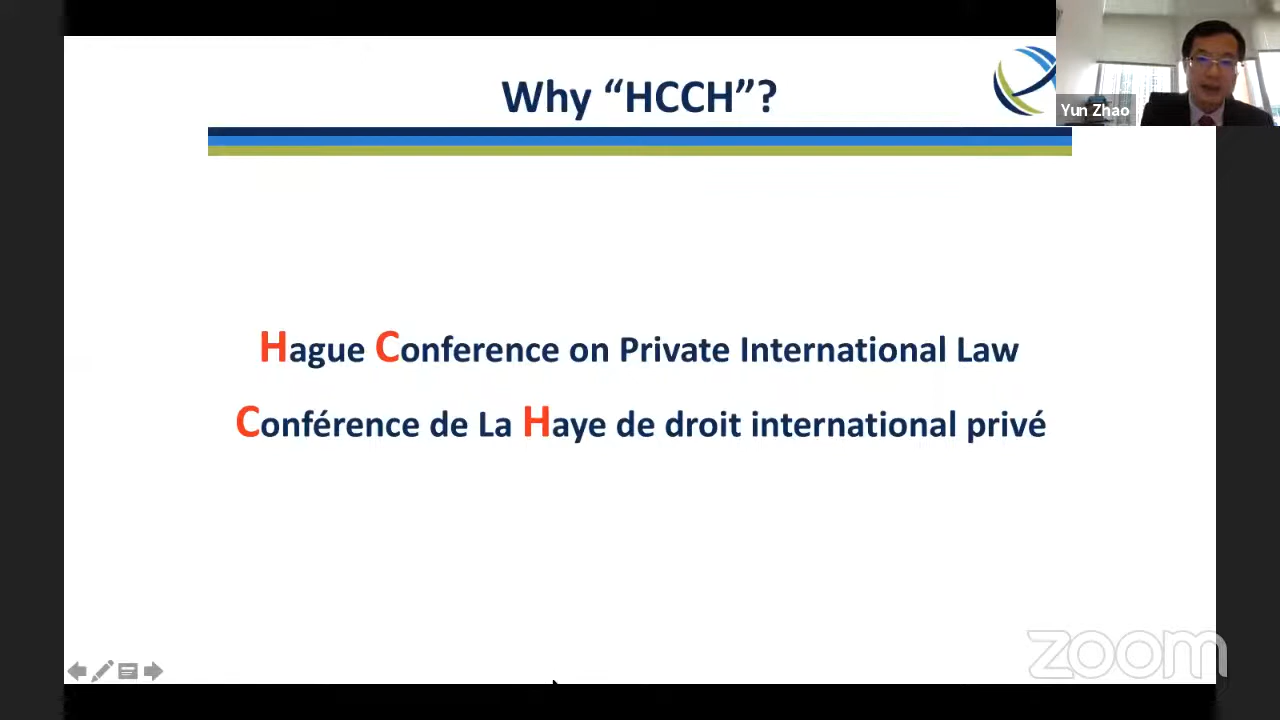 Why “HCCH”?
Yun Zhao
Hague Conference on Private International Law
Conférence de La Haye de droit international privé
zoom